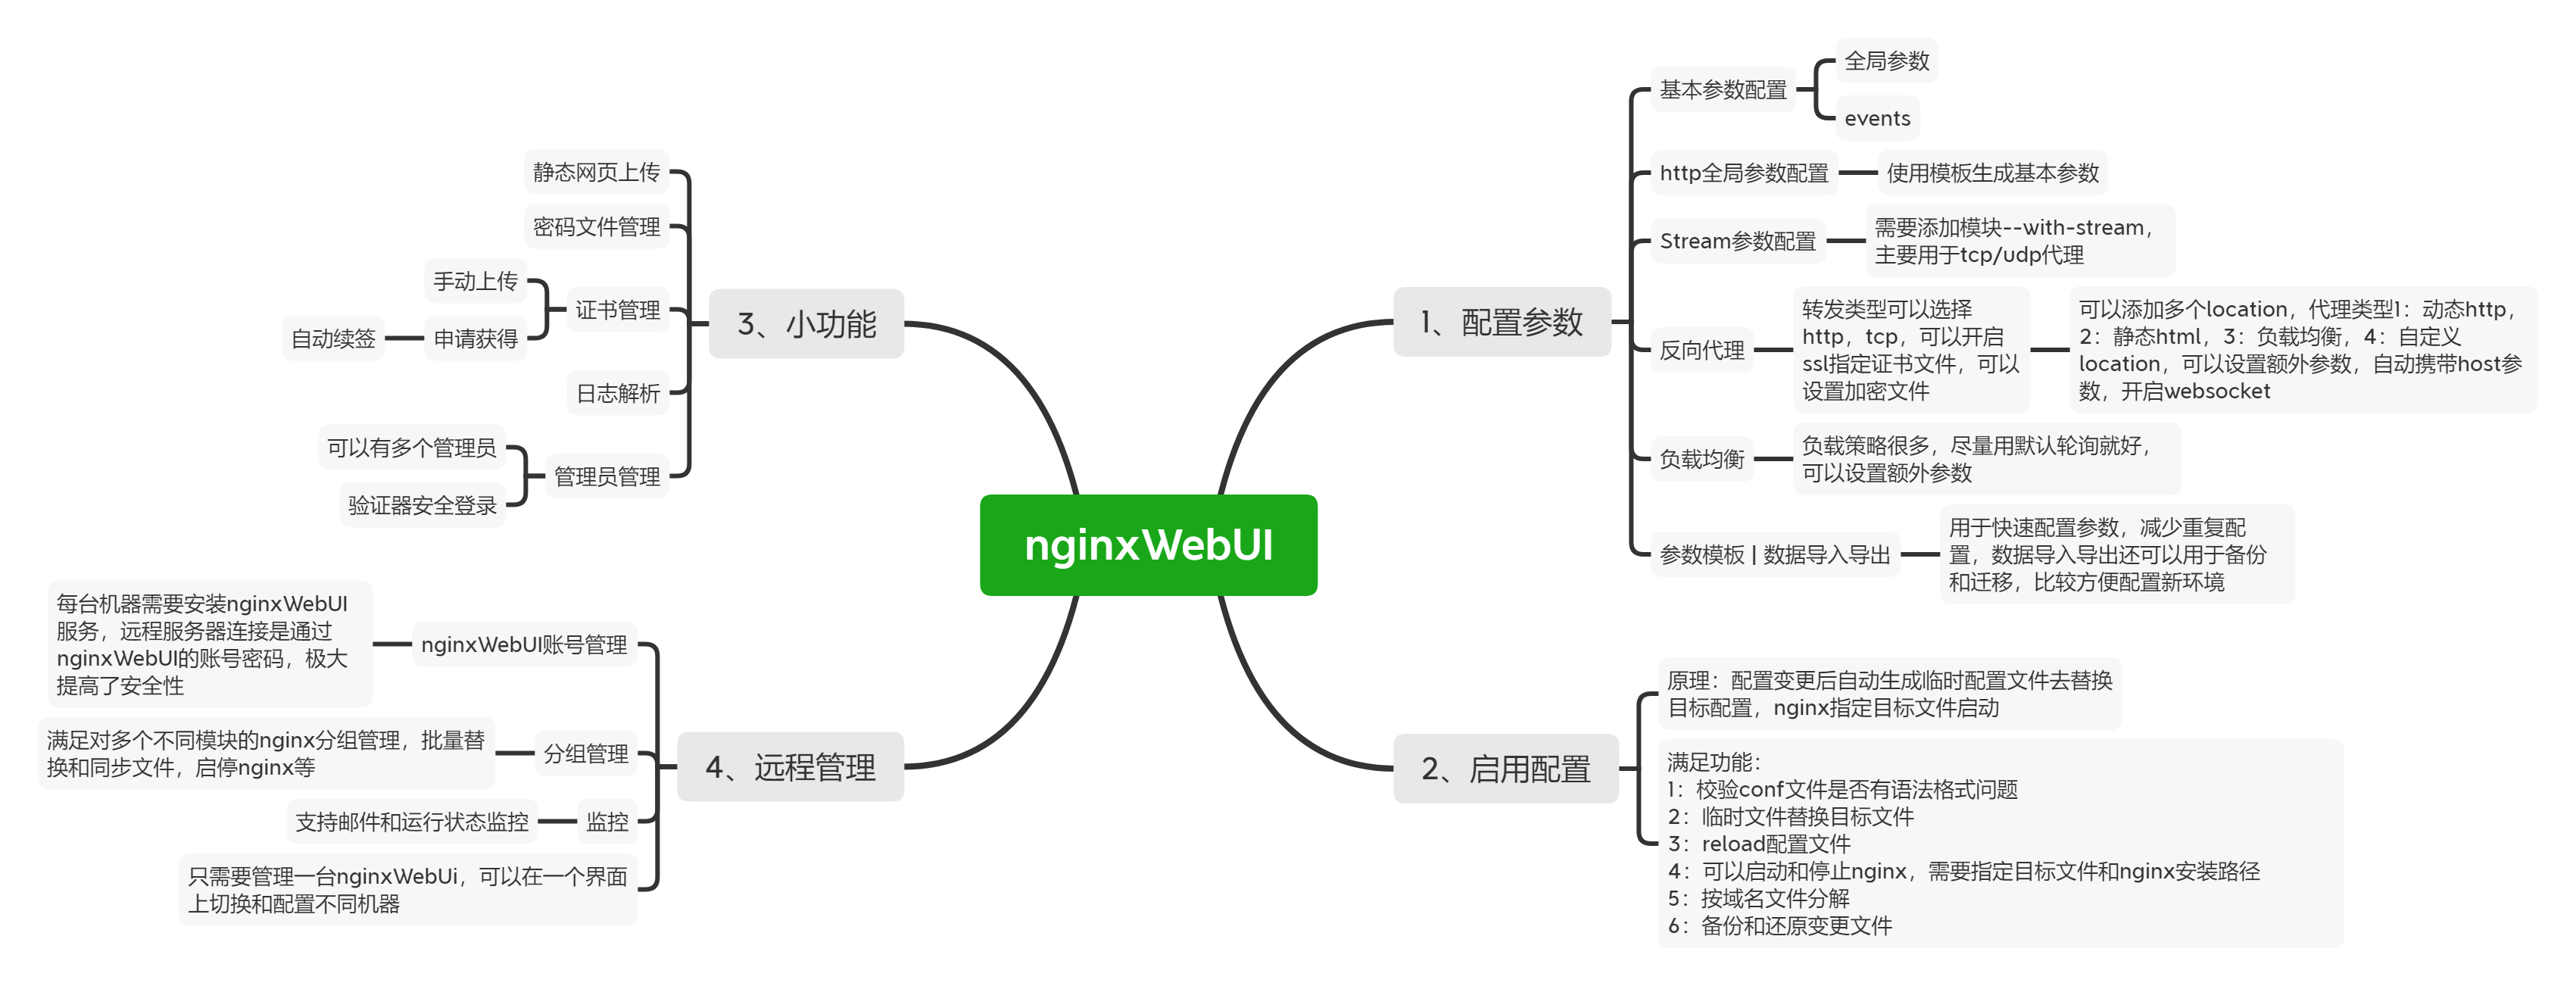 nginxWebUI
1、配置参数
基本参数配置
全局参数
events
http全局参数配置
使用模板生成基本参数
Stream参数配置
需要添加模块--with-stream，
主要用于tcp/udp代理
反向代理
转发类型可以选择
http，tcp，可以开启
ssl指定证书文件，可以
设置加密文件
可以添加多个location，代理类型1：动态http，
2：静态html，3：负载均衡，4：自定义
location，可以设置额外参数，自动携带host参
数，开启websocket
负载均衡
负载策略很多，尽量用默认轮询就好，
可以设置额外参数
参数模板 | 数据导入导出
用于快速配置参数，减少重复配
置，数据导入导出还可以用于备份
和迁移，比较方便配置新环境
2、启用配置
原理：配置变更后自动生成临时配置文件去替换
目标配置，nginx指定目标文件启动
满足功能：
1：校验conf文件是否有语法格式问题
2：临时文件替换目标文件
3：reload配置文件
4：可以启动和停止nginx，需要指定目标文件和nginx安装路径
5：按域名文件分解
6：备份和还原变更文件
3、小功能
静态网页上传
密码文件管理
证书管理
手动上传
申请获得
自动续签
日志解析
管理员管理
可以有多个管理员
验证器安全登录
4、远程管理
nginxWebUI账号管理
每台机器需要安装nginxWebUI
服务，远程服务器连接是通过
nginxWebUI的账号密码，极大
提高了安全性
分组管理
满足对多个不同模块的nginx分组管理，批量替
换和同步文件，启停nginx等
监控
支持邮件和运行状态监控
只需要管理一台nginxWebUi，可以在一个界面
上切换和配置不同机器